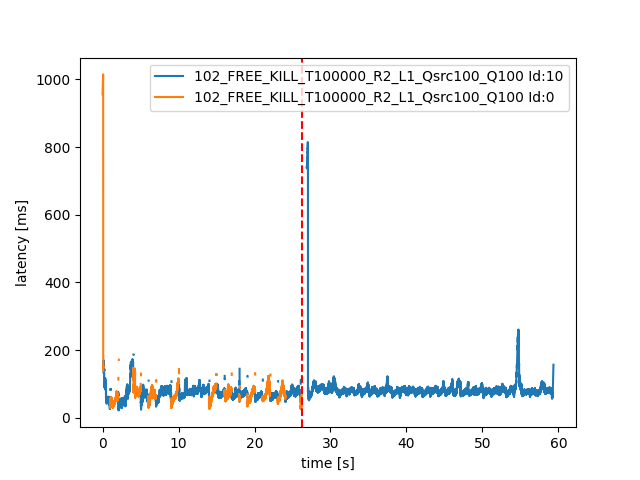 102_FREE_KILL_T100000_R2_L1_Qsrc100_Q100 Id:10
102_FREE_KILL_T100000_R2_L1_Qsrc100_Q100 Id:0
1000
800
600
400
200
0
latency [ms]
0 10 20 30 40 50 60
time [s]